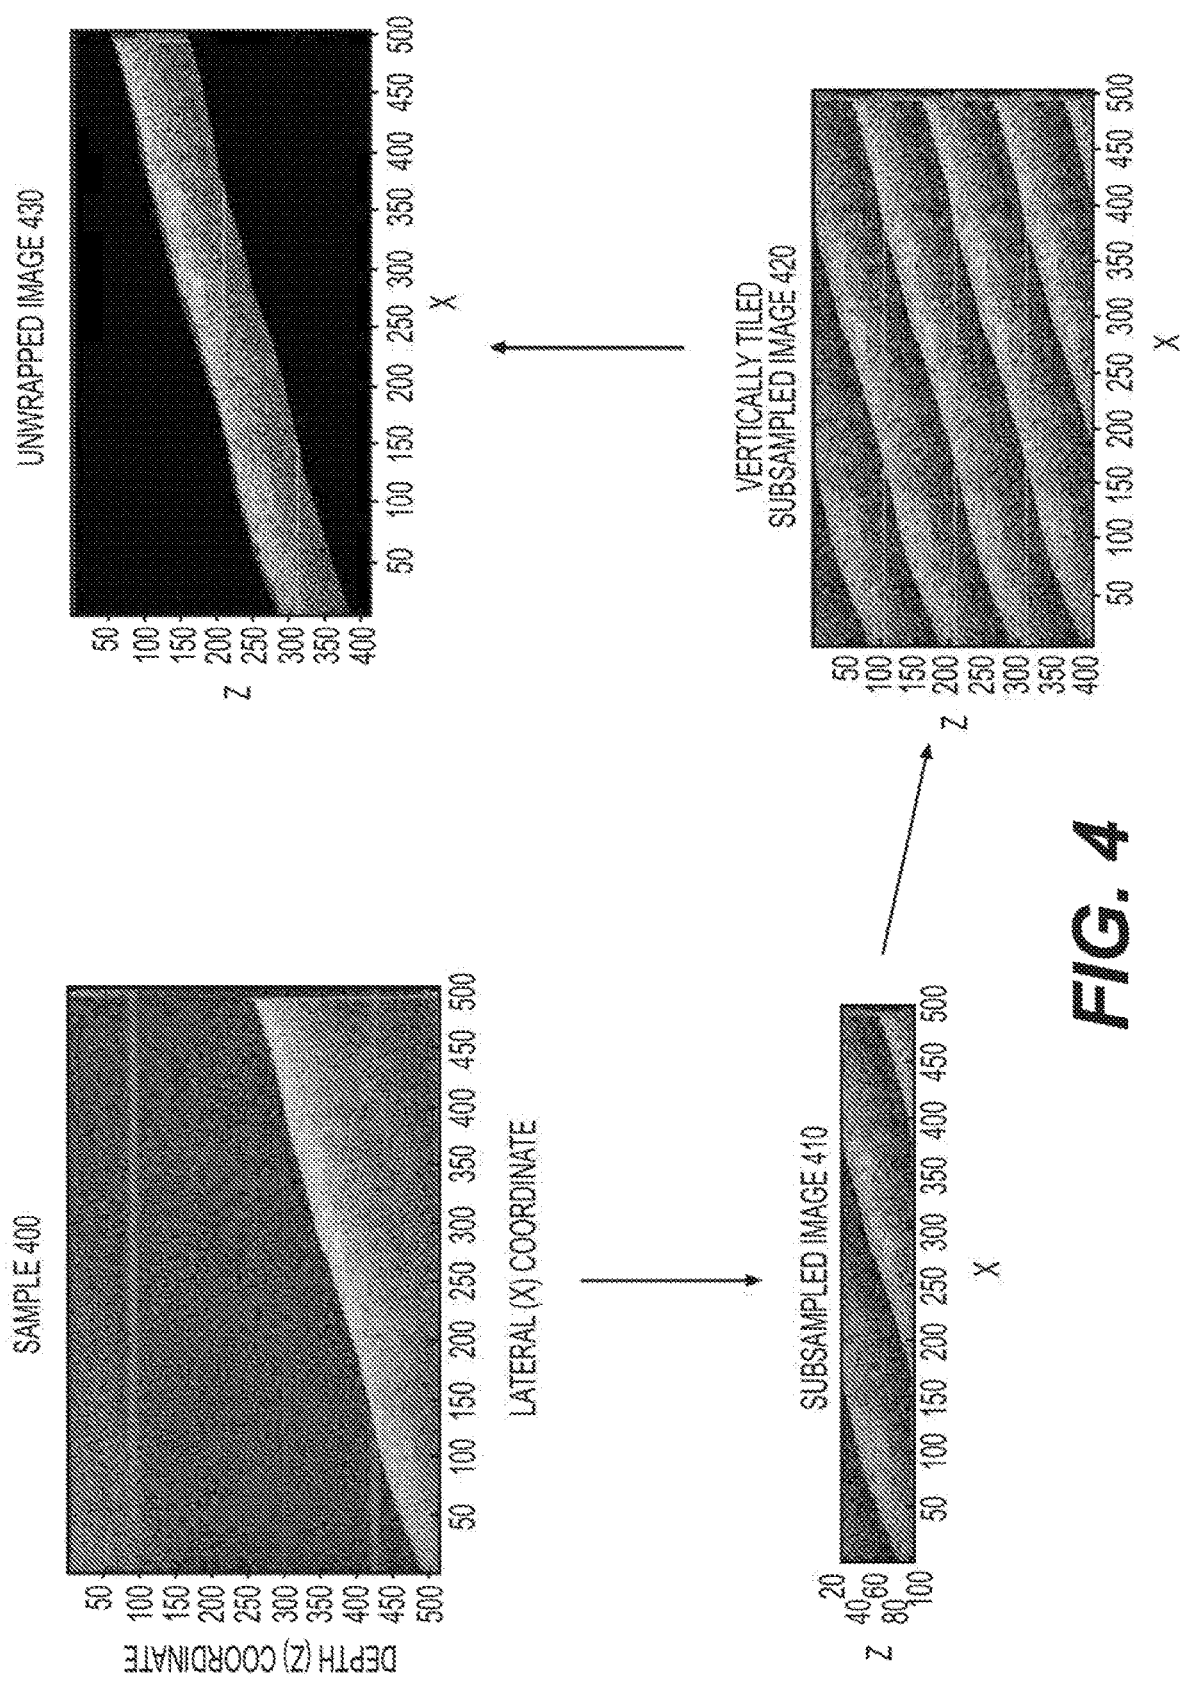 SAMPLE 400
DEPTH (Z) COORDINATE
50
100
150
200
250
300
350
400
450
500
50 100 150 200 250 300 350 400 450 500
LATERAL (X) COORDINATE
UNWRAPPED IMAGE 430
Z
50
100
150
200
250
300
350
400
50 100 150 200 250 300 350 400 450 500
X
SUBSAMPLED IMAGE 410
Z
20
40
60
80
100
50 100 150 200 250 300 350 400 450 500
X
VERTICALLY TILED
SUBSAMPLED IMAGE 420
Z
50
100
150
200
250
300
350
400
50 100 150 200 250 300 350 400 450 500
X
FIG. 4